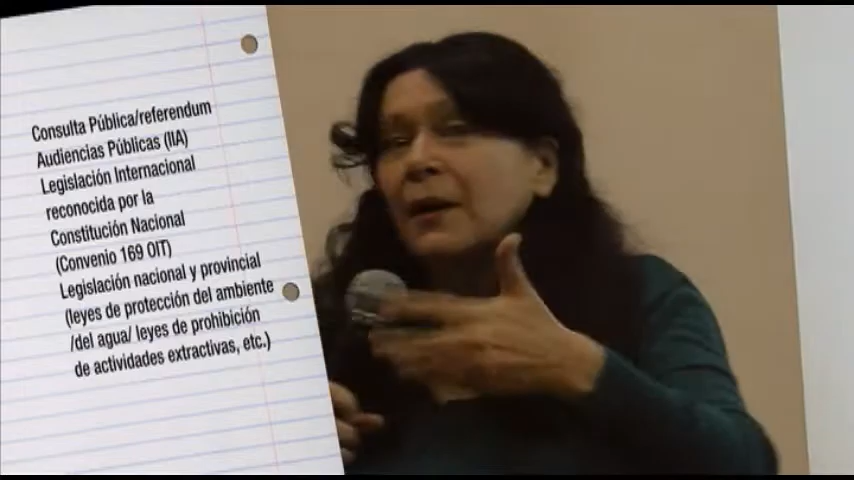 Consulta Pública/referendum
Audiencias Públicas (IIA)
Legislación Internacional
reconocida por la
Constitución Nacional
(Convenio 169 OIT)
Legislación nacional y provincial
(leyes de protección del ambiente
/del agua/ leyes de prohibición
de actividades extractivas, etc.)